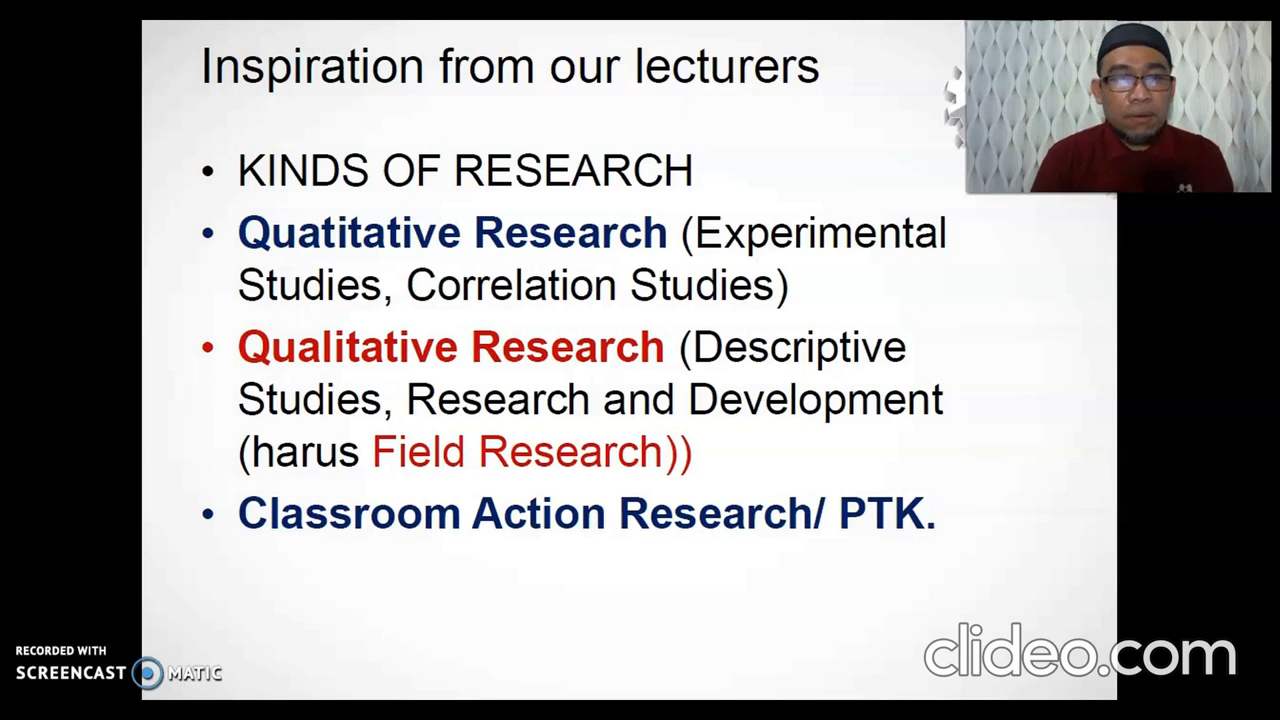 Inspiration from our lecturers
• KINDS OF RESEARCH
• Quatitative Research (Experimental
Studies, Correlation Studies)
• Qualitative Research (Descriptive
Studies, Research and Development
(harus Field Research))
• Classroom Action Research/ PTK.
RECORDED WITH
SCREENCAST MATIC
clideo.com